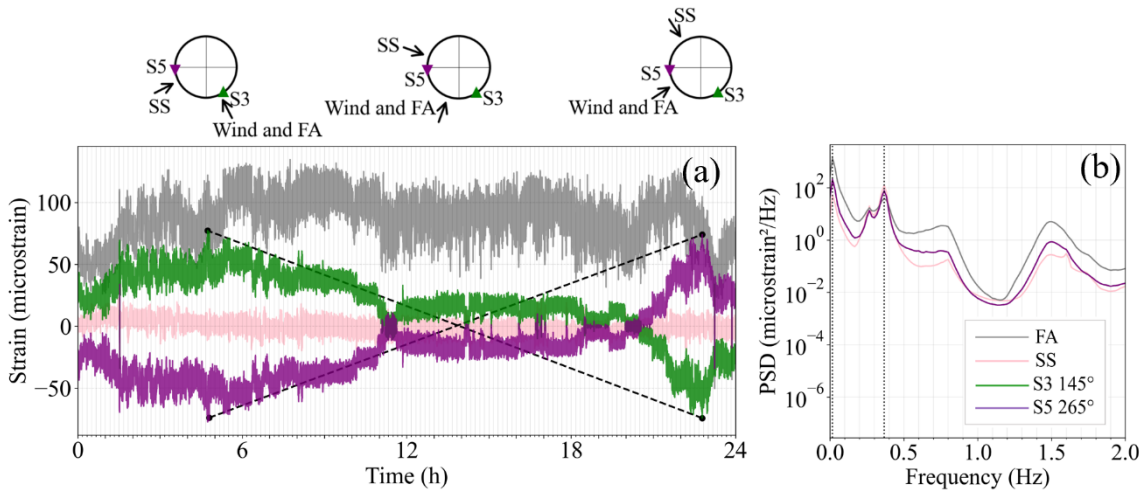 SS
SS
S5
S3
SS
Wind and FA
S5
S3
Wind and FA
S5
S3
Wind and FA
(a)
Strain (microstrain)
100
50
0
−50
0
6
12
18
24
Time (h)
(b)
PSD (microstrain²/Hz)
10²
10⁰
10⁻²
10⁻⁴
10⁻⁶
FA
SS
S3 145°
S5 265°
0.0
0.5
1.0
1.5
2.0
Frequency (Hz)